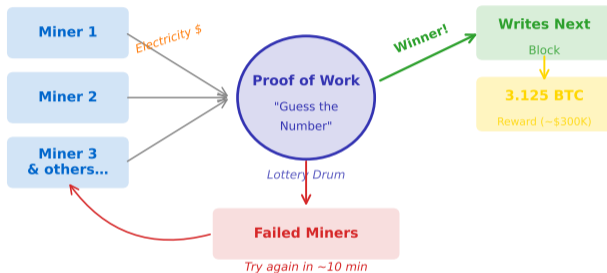 Miner 1
Electricity $
Miner 2
Miner 3
& others...
Proof of Work
"Guess the
Number"
Lottery Drum
Winner!
Writes Next
Block
3.125 BTC
Reward (~$300K)
Failed Miners
Try again in ~10 min